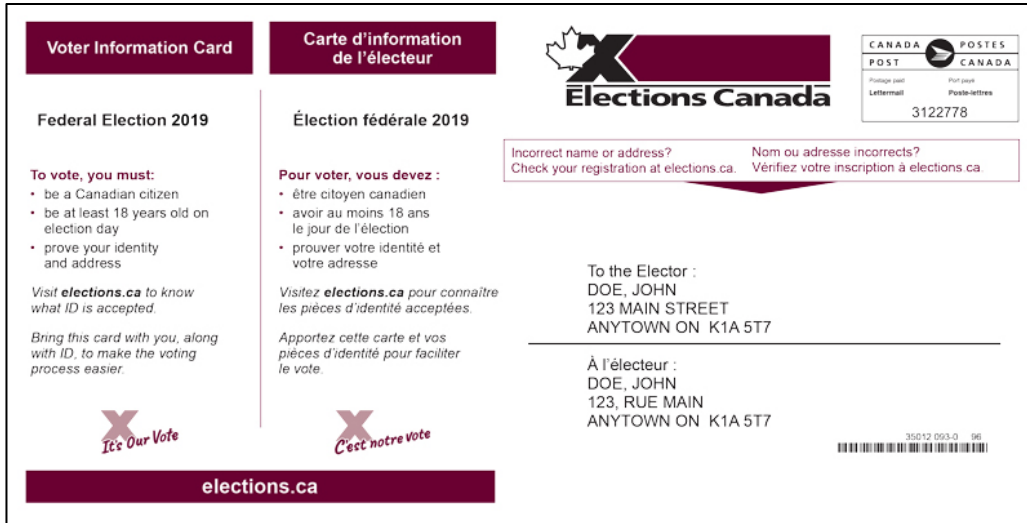 Voter Information Card
Federal Election 2019
To vote, you must:
• be a Canadian citizen
• be at least 18 years old on
election day
• prove your identity
and address
Visit elections.ca to know
what ID is accepted.
Bring this card with you, along
with ID, to make the voting
process easier.
It's Our Vote
Carte d'information
de l'électeur
Élection fédérale 2019
Pour voter, vous devez :
• être citoyen canadien
• avoir au moins 18 ans
le jour de l'élection
• prouver votre identité et
votre adresse
Visitez elections.ca pour connaître
les pièces d'identité acceptées.
Apportez cette carte et vos
pièces d'identité pour faciliter
le vote.
C'est notre vote
elections.ca
Elections Canada
CANADA POSTES
POST CANADA
Postage paid Port payé
Lettermail Poste-lettres
3122778
Incorrect name or address?
Check your registration at elections.ca.
Nom ou adresse incorrects?
Vérifiez votre inscription à elections.ca.
To the Elector :
DOE, JOHN
123 MAIN STREET
ANYTOWN ON K1A 5T7
À l'électeur :
DOE, JOHN
123, RUE MAIN
ANYTOWN ON K1A 5T7
35012 093-0 96